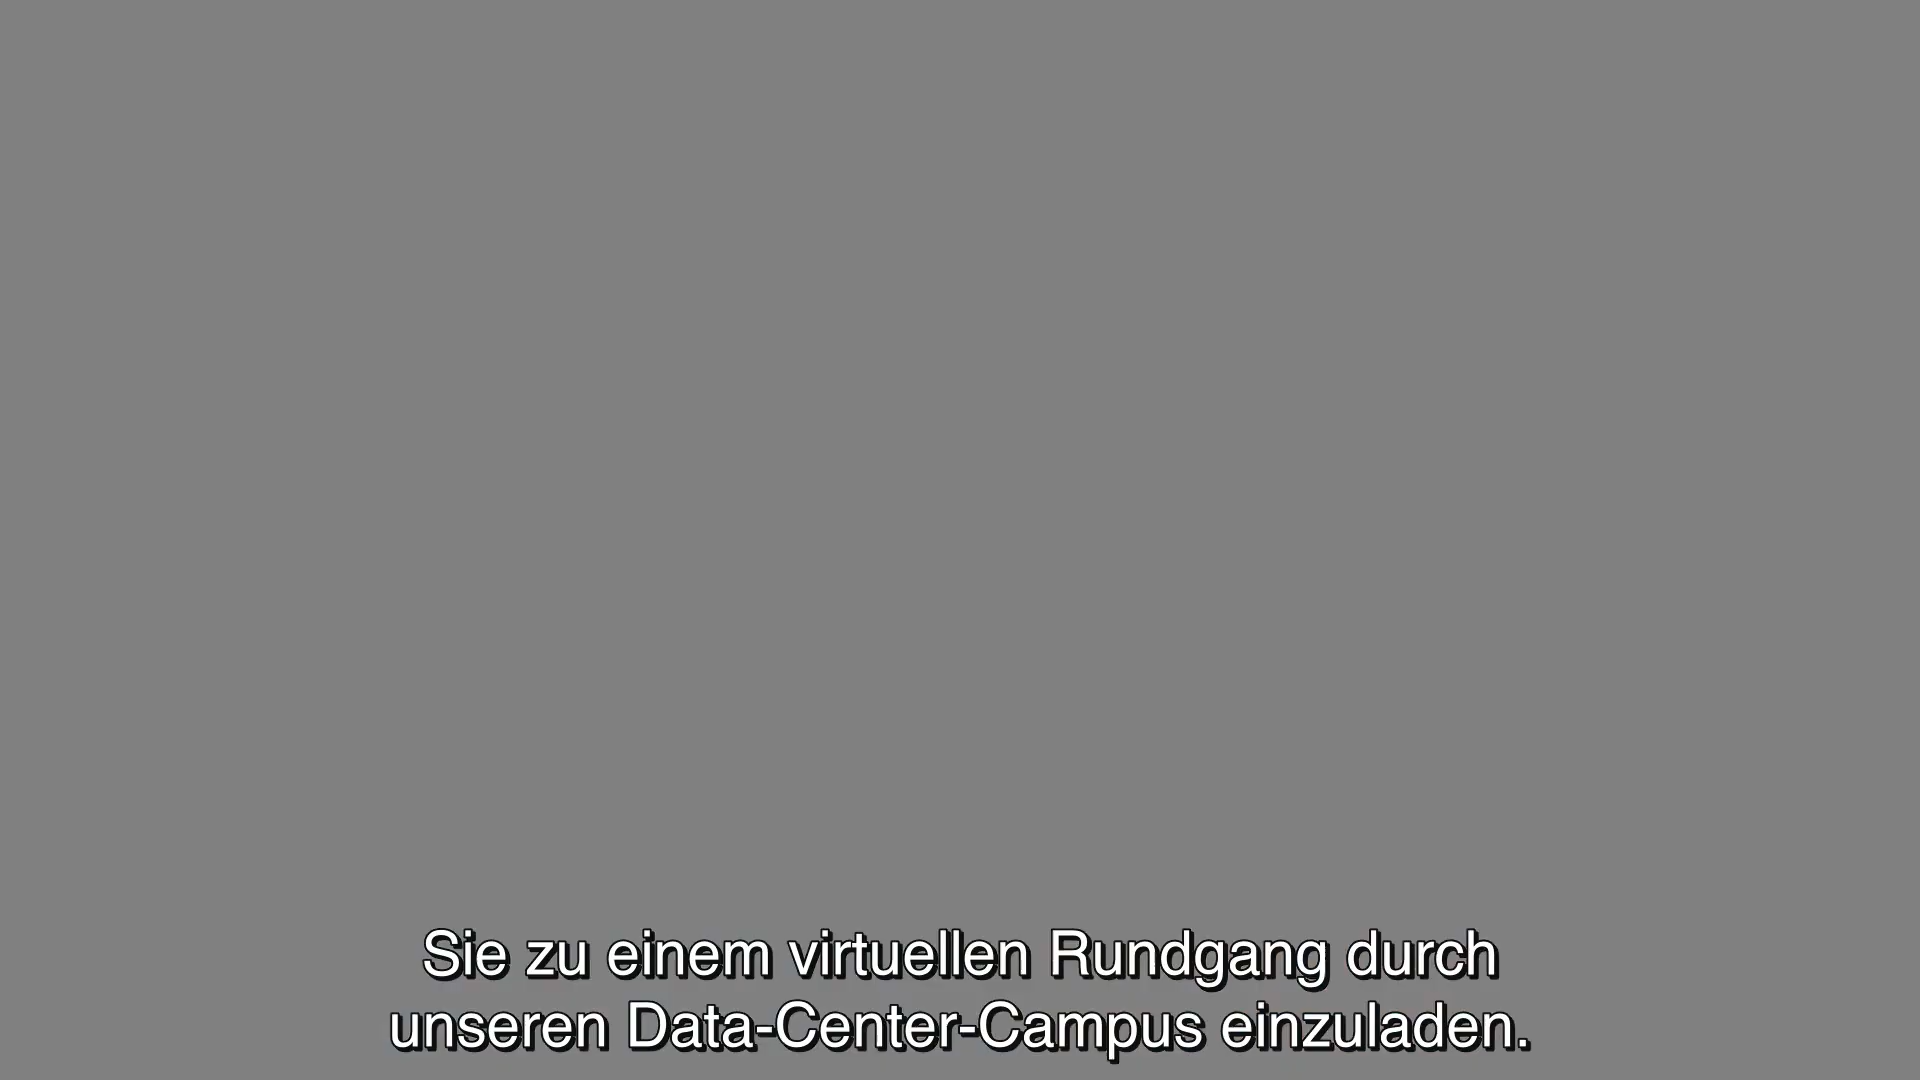 Sie zu einem virtuellen Rundgang durch
unseren Data-Center-Campus einzuladen.